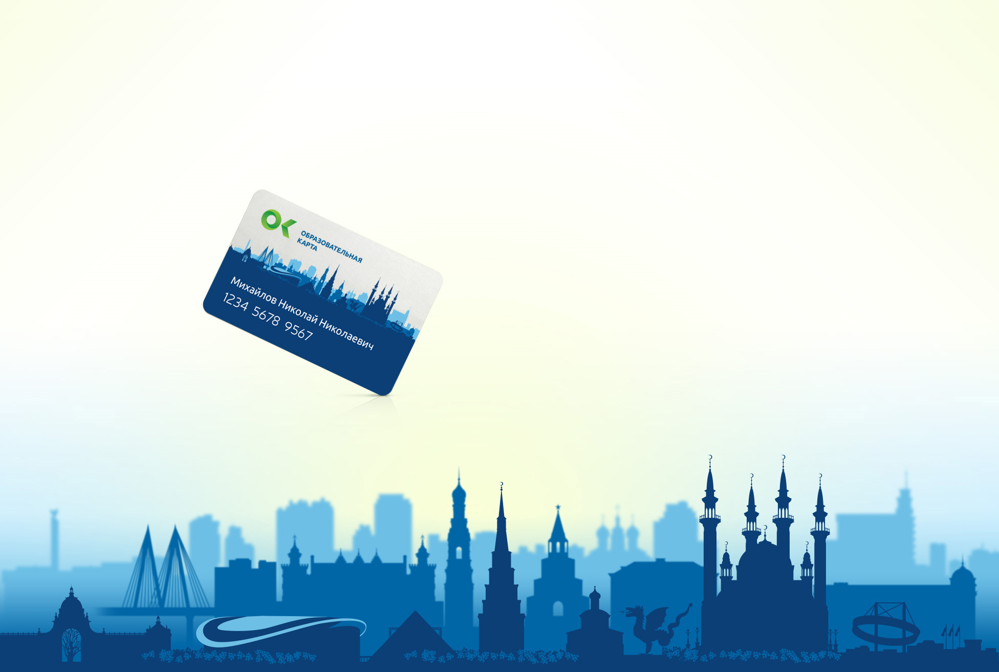 ОК
ОБРАЗОВАТЕЛЬНАЯ
КАРТА
Михайлов Николай Николаевич
1234 5678 9567